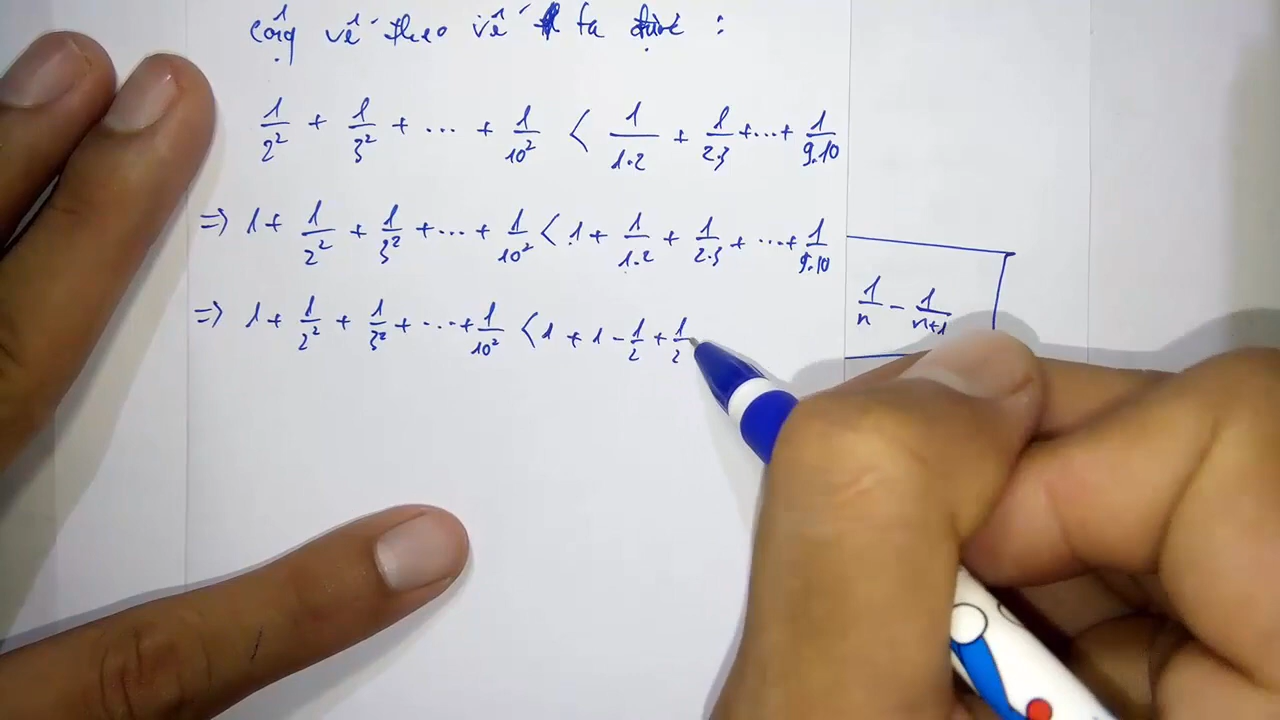 Cộng vế theo vế ta được :
1/2² + 1/3² + ... + 1/10² < 1/1.2 + 1/2.3 + ... + 1/9.10
=> 1 + 1/2² + 1/3² + ... + 1/10² < 1 + 1/1.2 + 1/2.3 + ... + 1/9.10
1/n - 1/n+1
=> 1 + 1/2² + 1/3² + ... + 1/10² < 1 + 1 - 1/2 + 1/2